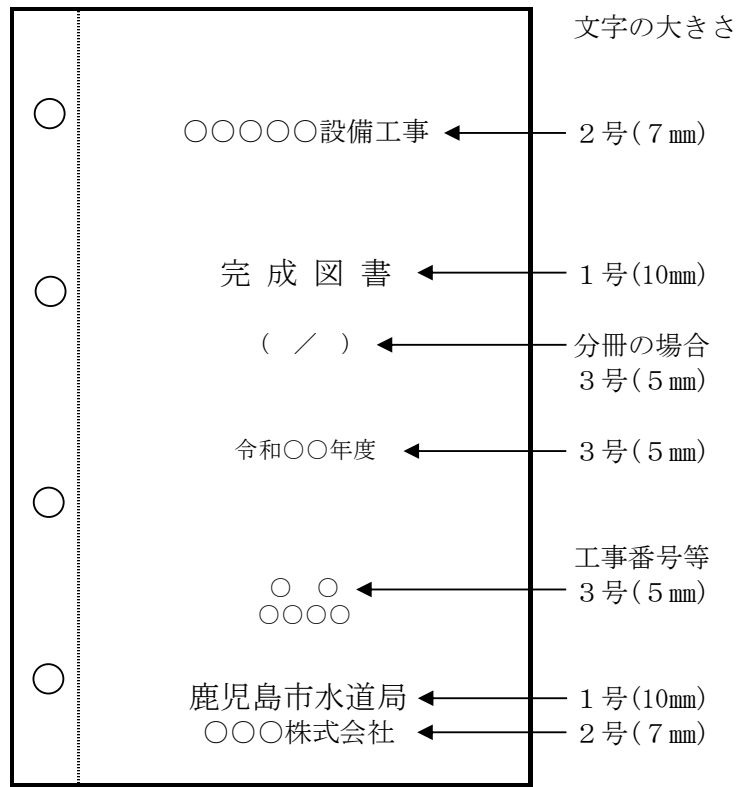 文字の大きさ
○○○○○設備工事 2号(7㎜)
完 成 図 書 1号(10㎜)
( ／ ) 分冊の場合
3号(5㎜)
令和○○年度 3号(5㎜)
工事番号等
○ ○ 3号(5㎜)
○○○○
鹿児島市水道局 1号(10㎜)
○○○株式会社 2号(7㎜)